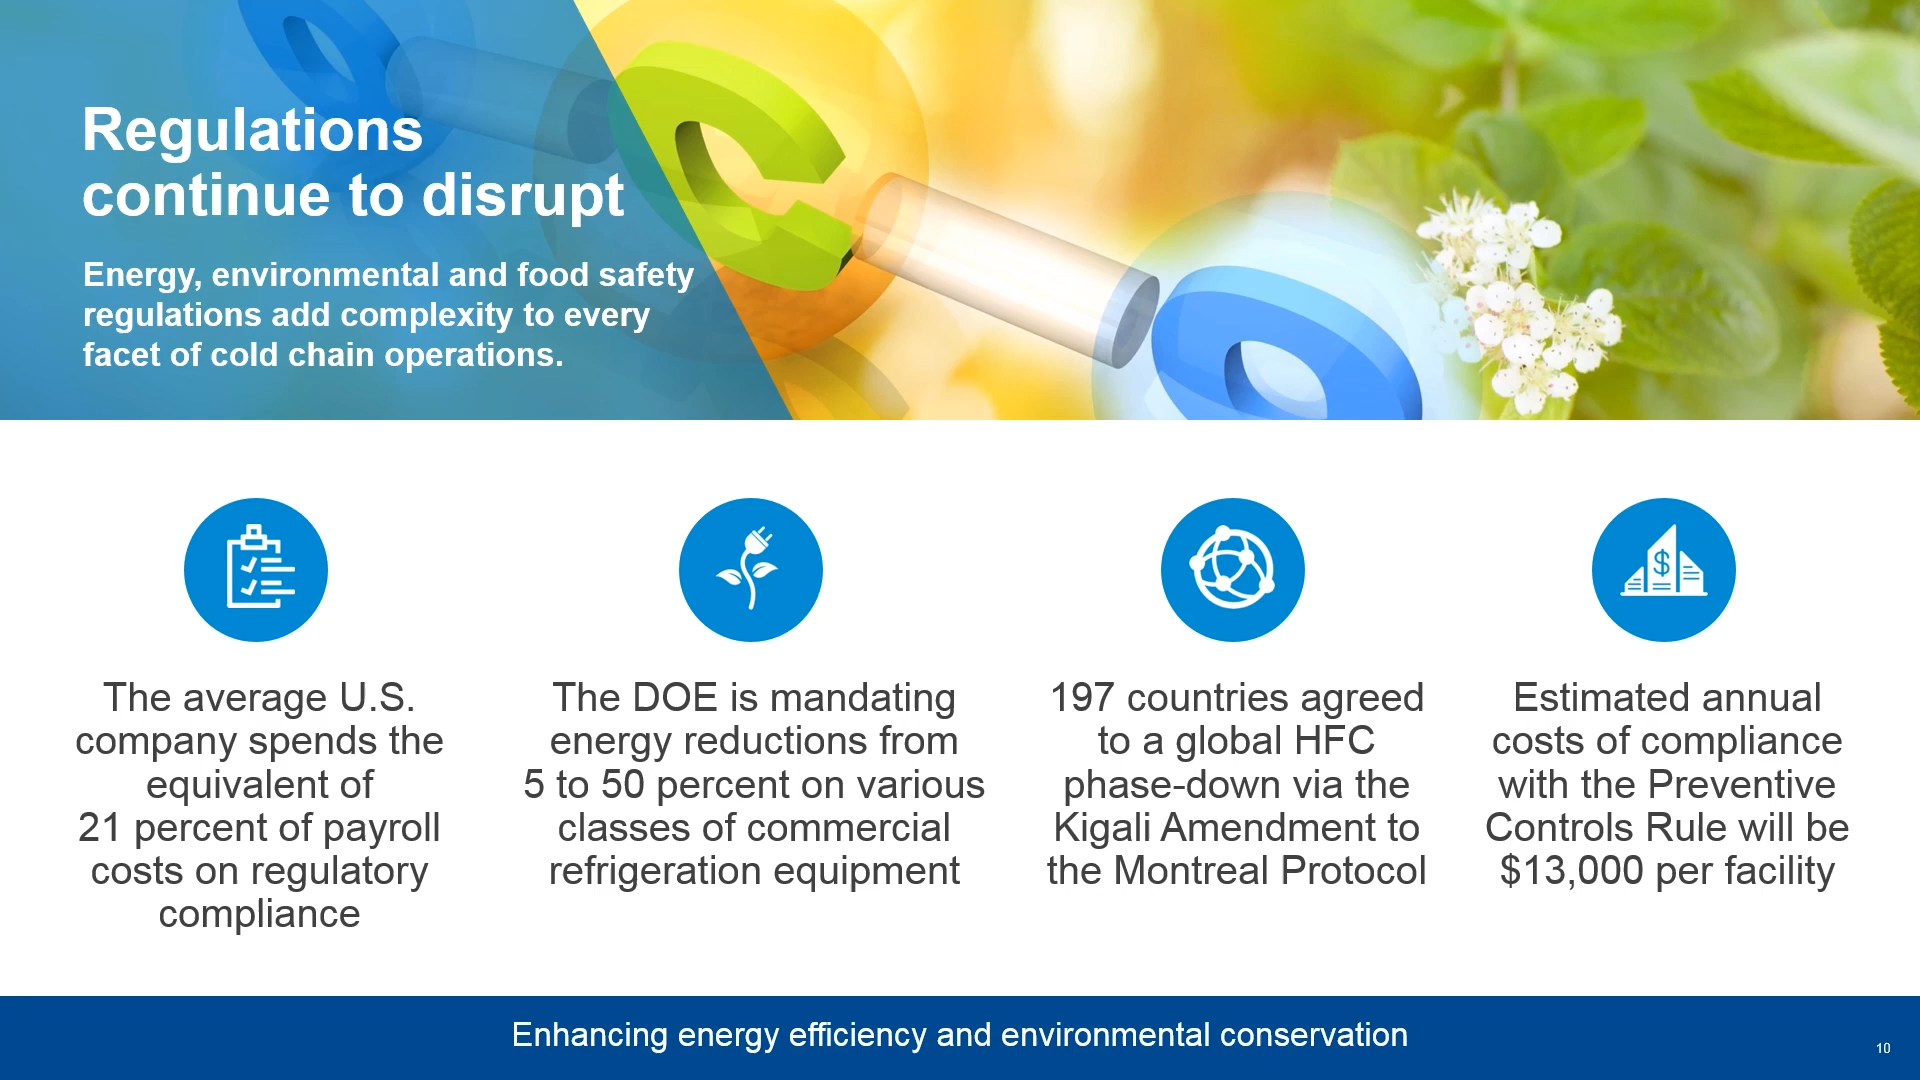 Regulations
continue to disrupt
Energy, environmental and food safety
regulations add complexity to every
facet of cold chain operations.
O C O
The average U.S.
company spends the
equivalent of
21 percent of payroll
costs on regulatory
compliance
The DOE is mandating
energy reductions from
5 to 50 percent on various
classes of commercial
refrigeration equipment
197 countries agreed
to a global HFC
phase-down via the
Kigali Amendment to
the Montreal Protocol
$
Estimated annual
costs of compliance
with the Preventive
Controls Rule will be
$13,000 per facility
Enhancing energy efficiency and environmental conservation
10